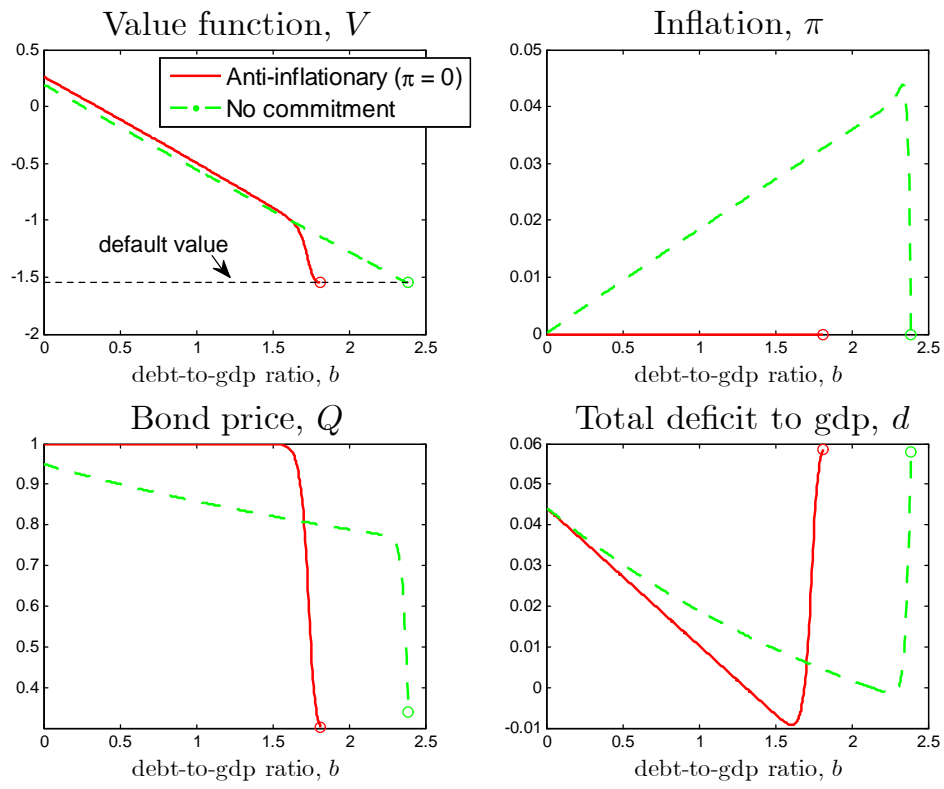 Value function, V
0.5
0
-0.5
-1
-1.5
-2
0 0.5 1 1.5 2 2.5
debt-to-gdp ratio, b
Anti-inflationary (π = 0)
No commitment
default value
Inflation, π
0.05
0.04
0.03
0.02
0.01
0
0 0.5 1 1.5 2 2.5
debt-to-gdp ratio, b
Bond price, Q
1
0.9
0.8
0.7
0.6
0.5
0.4
0 0.5 1 1.5 2 2.5
debt-to-gdp ratio, b
Total deficit to gdp, d
0.06
0.05
0.04
0.03
0.02
0.01
0
-0.01
0 0.5 1 1.5 2 2.5
debt-to-gdp ratio, b